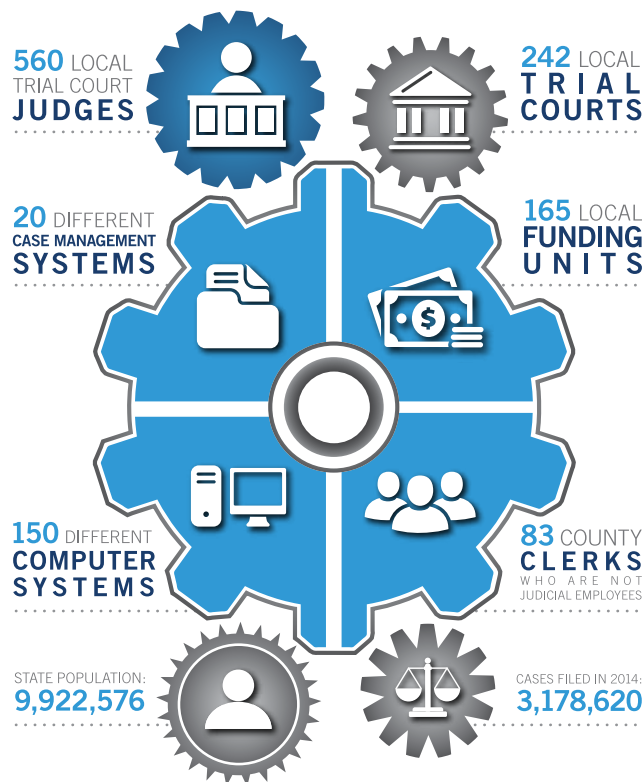 560 LOCAL
TRIAL COURT
JUDGES
242 LOCAL
TRIAL
COURTS
20 DIFFERENT
CASE MANAGEMENT
SYSTEMS
165 LOCAL
FUNDING
UNITS
$
150 DIFFERENT
COMPUTER
SYSTEMS
83 COUNTY
CLERKS
WHO ARE NOT
JUDICIAL EMPLOYEES
STATE POPULATION:
9,922,576
CASES FILED IN 2014:
3,178,620